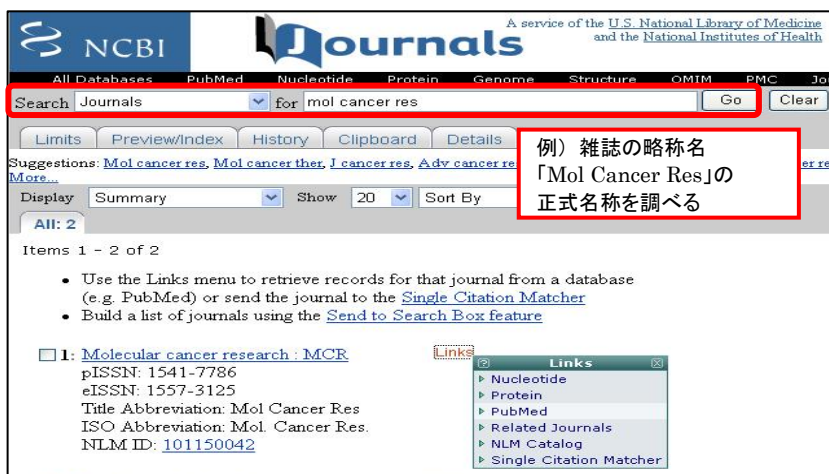 A service of the U.S. National Library of Medicine
and the National Institutes of Health
NCBI
Journals
All Databases PubMed Nucleotide Protein Genome Structure OMIM PMC Jo
Search Journals for mol cancer res Go Clear
Limits Preview/Index History Clipboard Details
例）雑誌の略称名
「Mol Cancer Res」の
正式名称を調べる
Suggestions: Mol cancer res, Mol cancer ther, J cancer res, Adv cancer re er re
More...
Display Summary Show 20 Sort By
All: 2
Items 1 - 2 of 2
• Use the Links menu to retrieve records for that journal from a database
(e.g. PubMed) or send the journal to the Single Citation Matcher
• Build a list of journals using the Send to Search Box feature
1: Molecular cancer research : MCR Links
pISSN: 1541-7786
eISSN: 1557-3125
Title Abbreviation: Mol Cancer Res
ISO Abbreviation: Mol. Cancer Res.
NLM ID: 101150042
Links
Nucleotide
Protein
PubMed
Related Journals
NLM Catalog
Single Citation Matcher